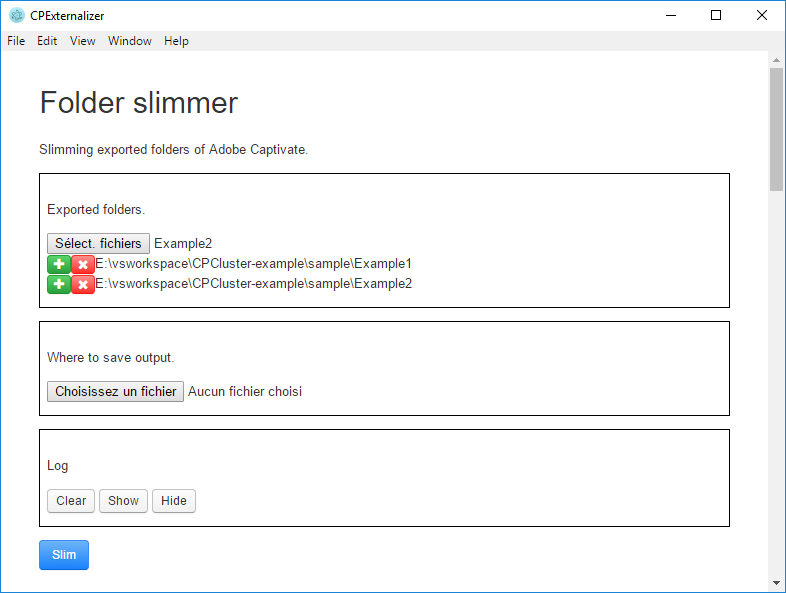 CPExternalizer
File Edit View Window Help
Folder slimmer
Slimming exported folders of Adobe Captivate.
Exported folders.
Sélect. fichiers Example2
E:\vsworkspace\CPCluster-example\sample\Example1
E:\vsworkspace\CPCluster-example\sample\Example2
Where to save output.
Choisissez un fichier Aucun fichier choisi
Log
Clear Show Hide
Slim